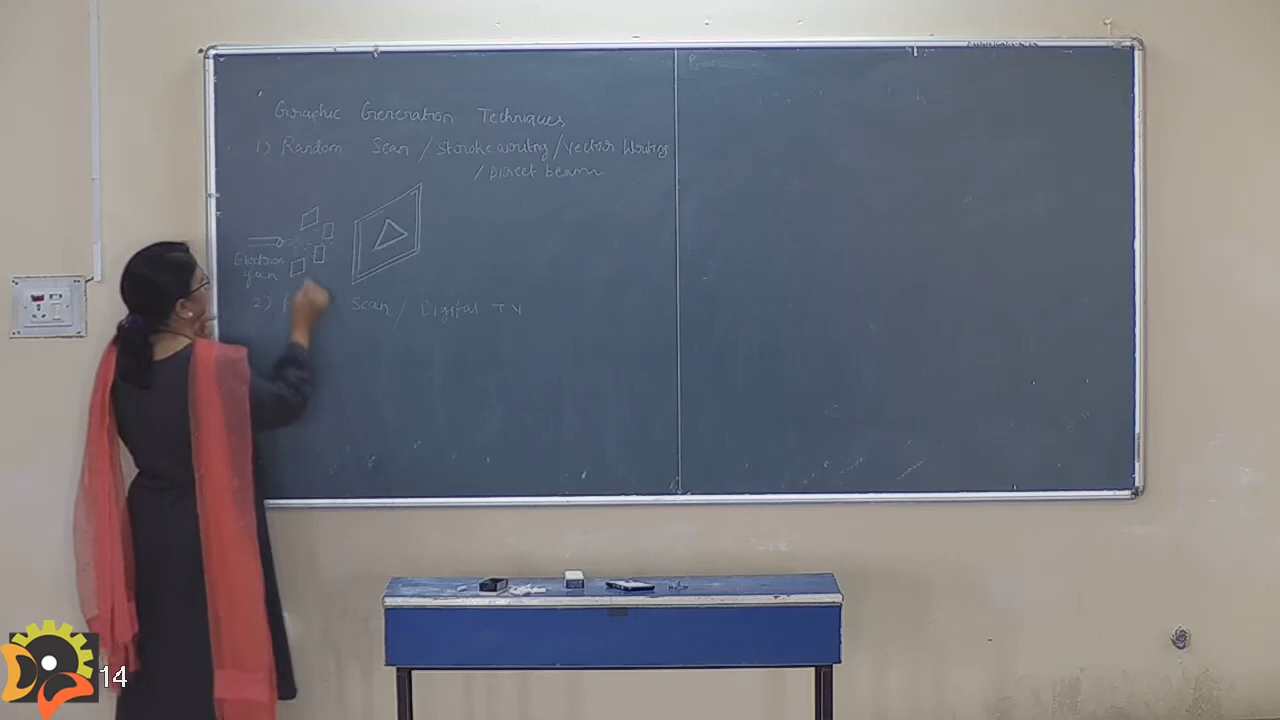 Graphic Generation Techniques
1) Random Scan / Stroke writing / Vector Writing
/ Direct beam
Electron
gun
2) Scan / Digital TV
14